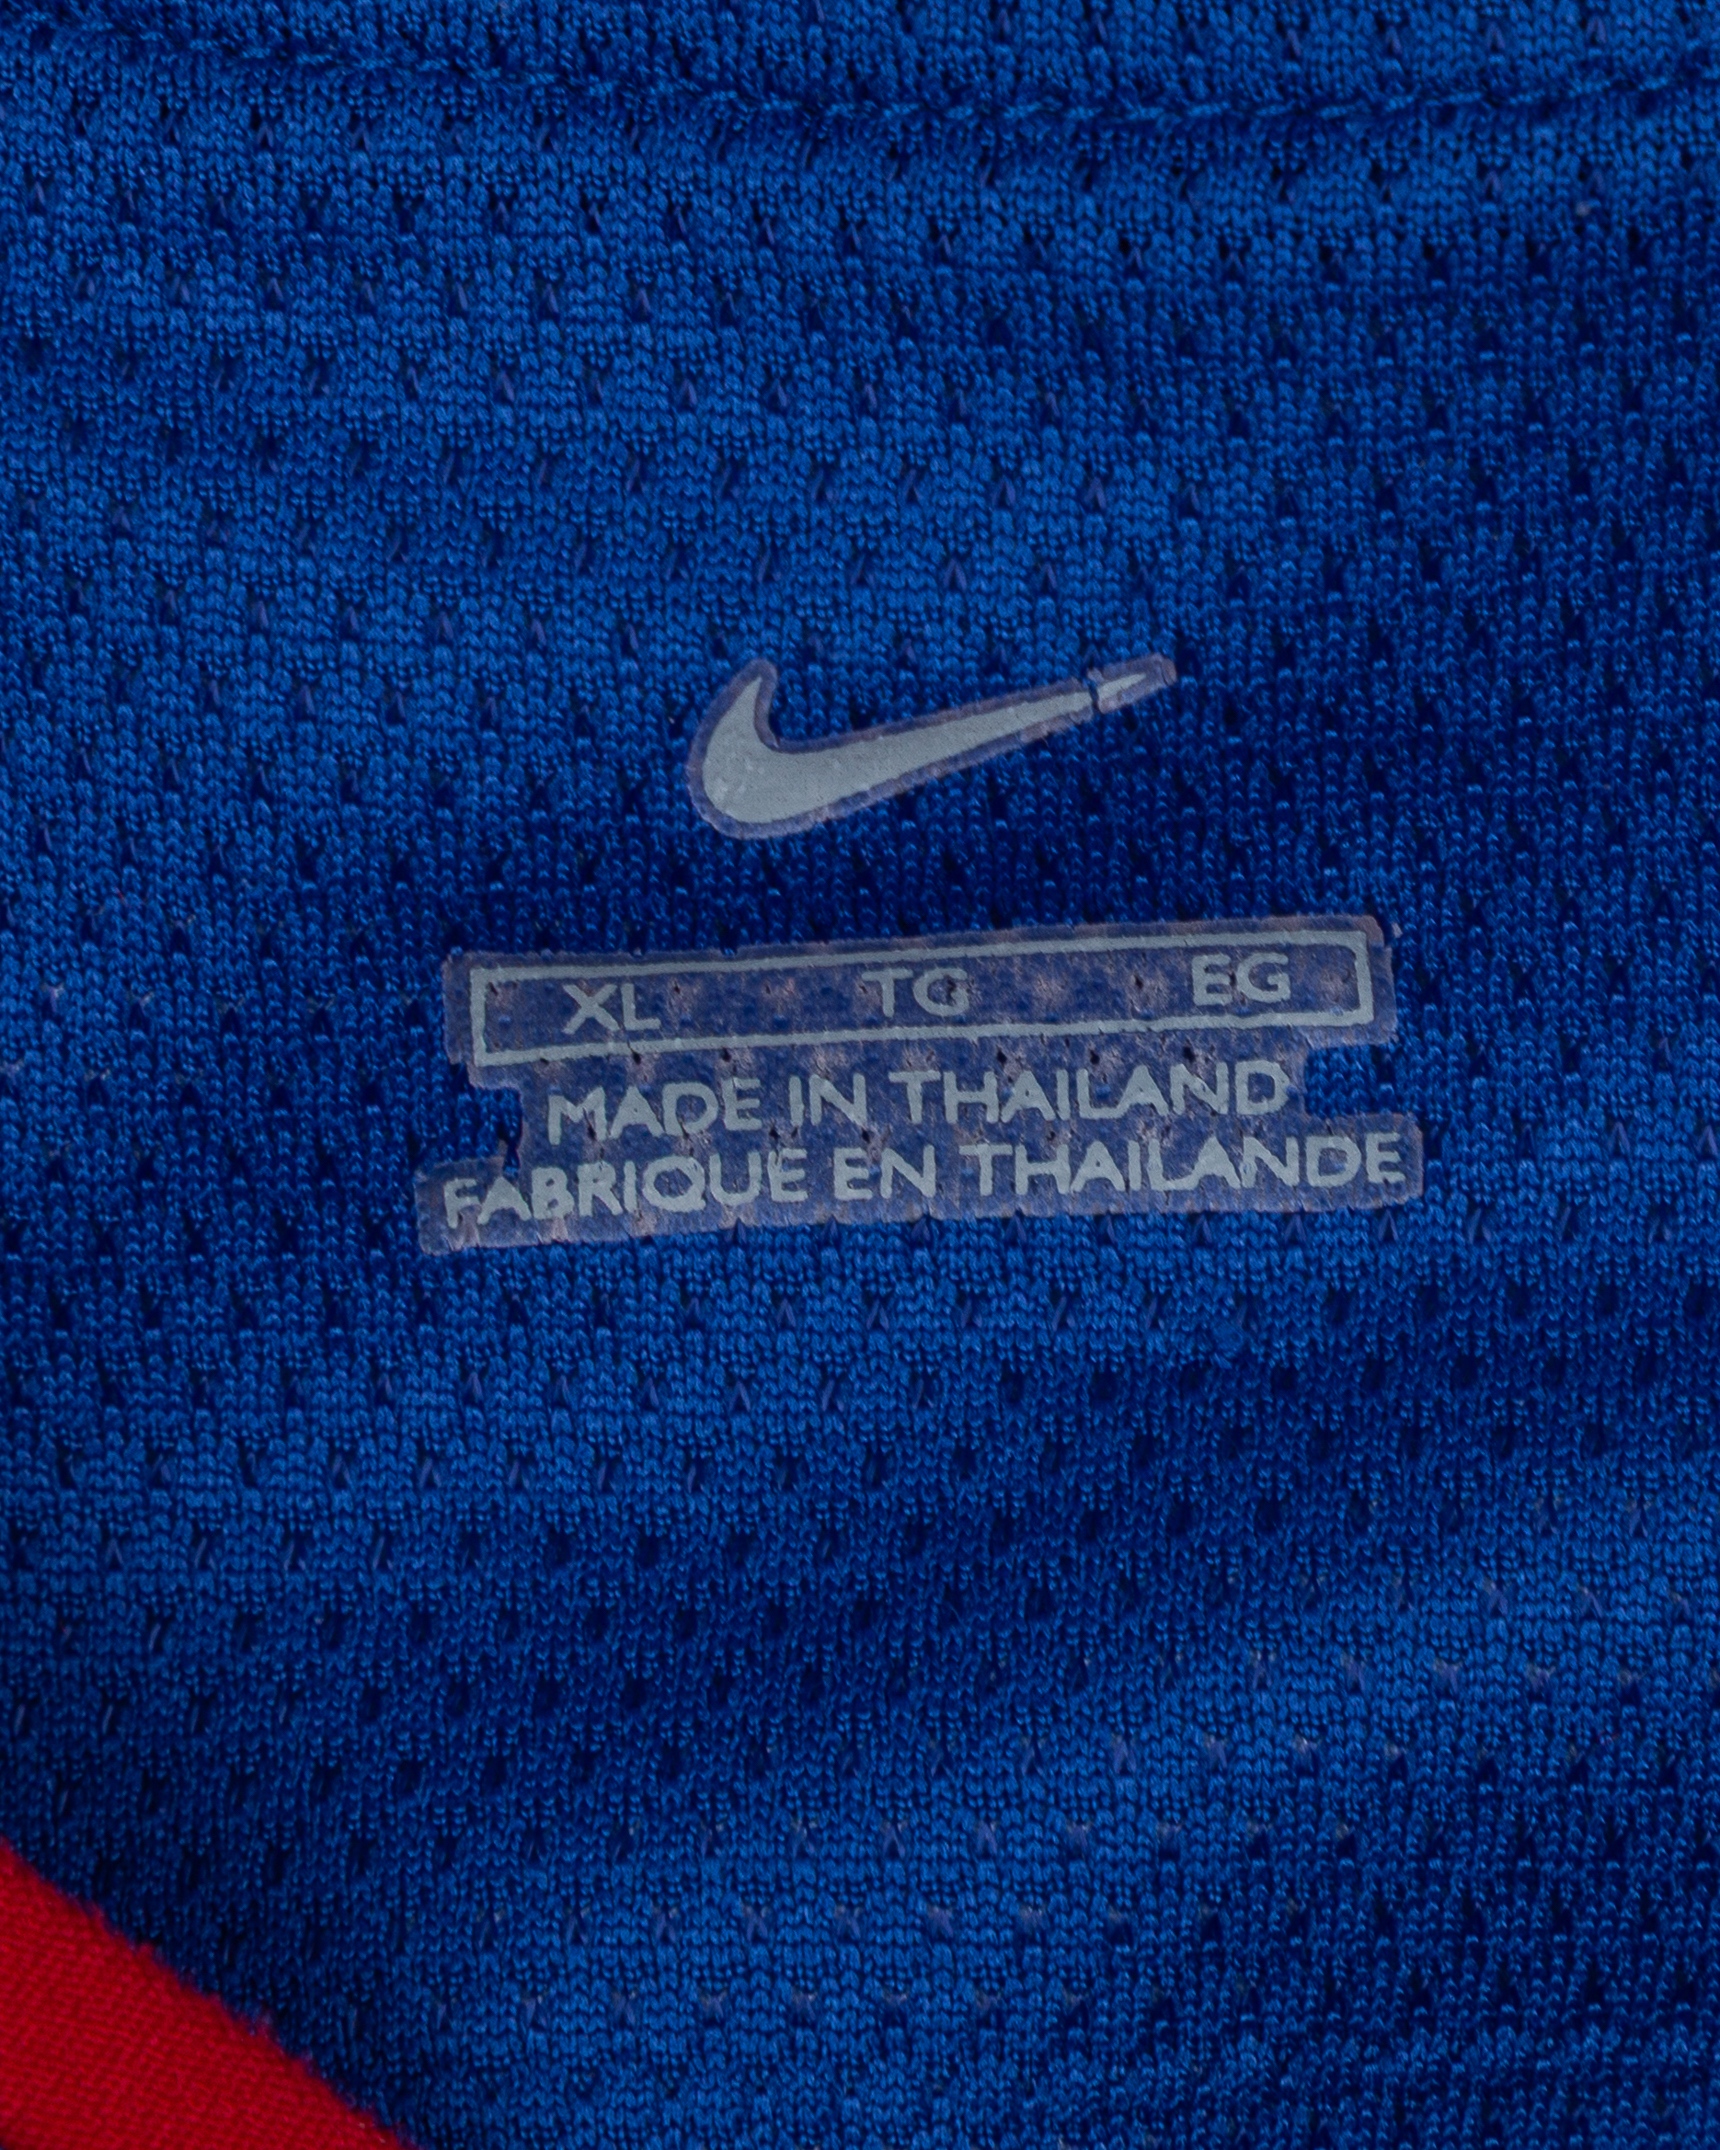 XL TG EG
MADE IN THAILAND
FABRIQUE EN THAILANDE